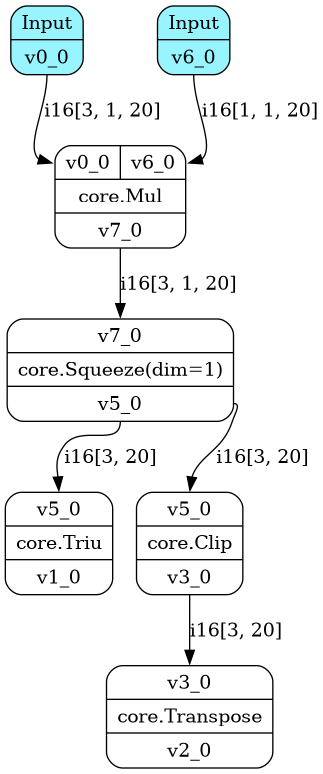 Input
v0_0
Input
v6_0
i16[3, 1, 20]
i16[1, 1, 20]
v0_0
v6_0
core.Mul
v7_0
i16[3, 1, 20]
v7_0
core.Squeeze(dim=1)
v5_0
i16[3, 20]
i16[3, 20]
v5_0
core.Triu
v1_0
v5_0
core.Clip
v3_0
i16[3, 20]
v3_0
core.Transpose
v2_0